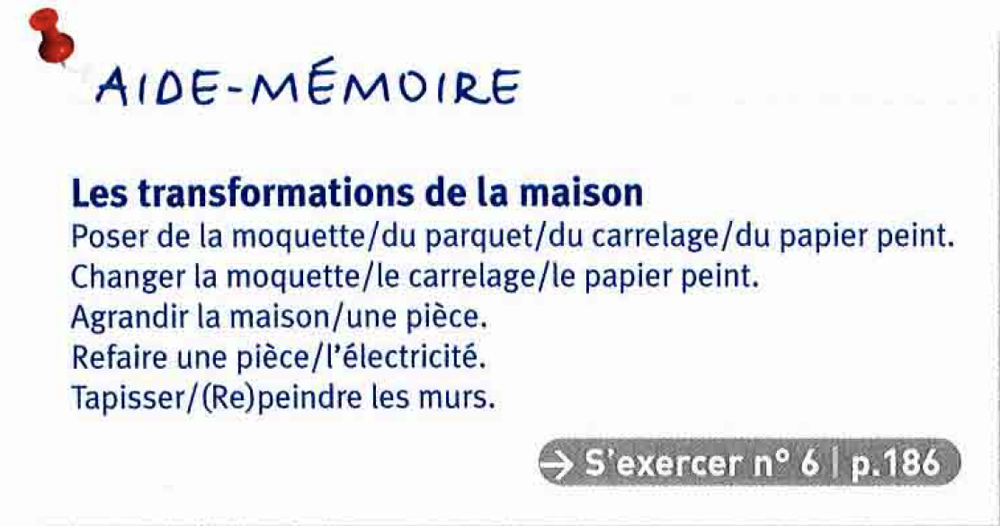 AIDE-MÉMOIRE
Les transformations de la maison
Poser de la moquette/du parquet/du carrelage/du papier peint.
Changer la moquette/le carrelage/le papier peint.
Agrandir la maison/une pièce.
Refaire une pièce/l'électricité.
Tapisser/(Re)peindre les murs.
→ S'exercer n° 6 | p.186